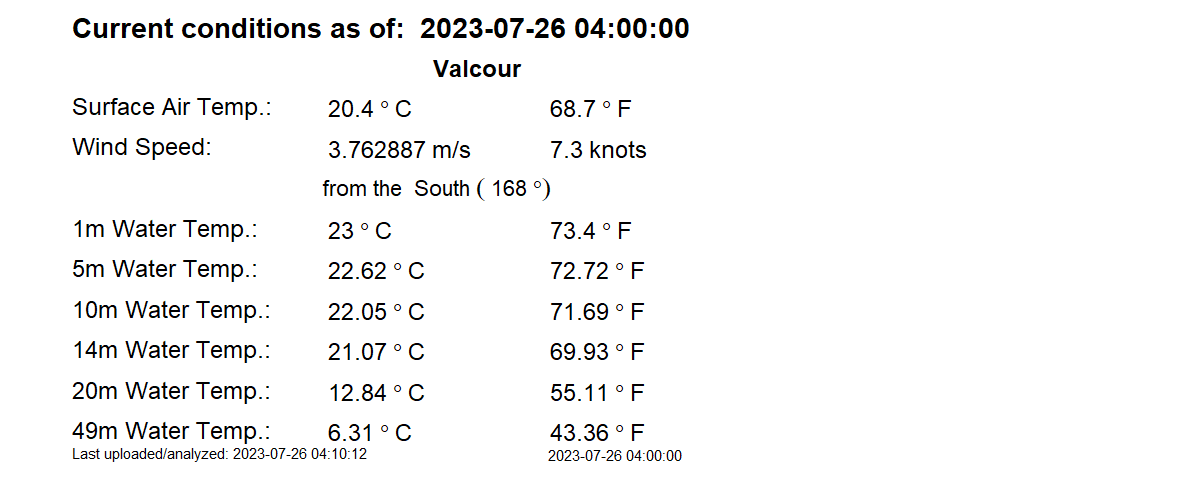 Current conditions as of:  2023-07-26 04:00:00
Valcour
Surface Air Temp.: 20.4 ° C 68.7 ° F
Wind Speed: 3.762887 m/s 7.3 knots
from the  South ( 168 °)
1m Water Temp.: 23 ° C 73.4 ° F
5m Water Temp.: 22.62 ° C 72.72 ° F
10m Water Temp.: 22.05 ° C 71.69 ° F
14m Water Temp.: 21.07 ° C 69.93 ° F
20m Water Temp.: 12.84 ° C 55.11 ° F
49m Water Temp.: 6.31 ° C 43.36 ° F
Last uploaded/analyzed: 2023-07-26 04:10:12 2023-07-26 04:00:00